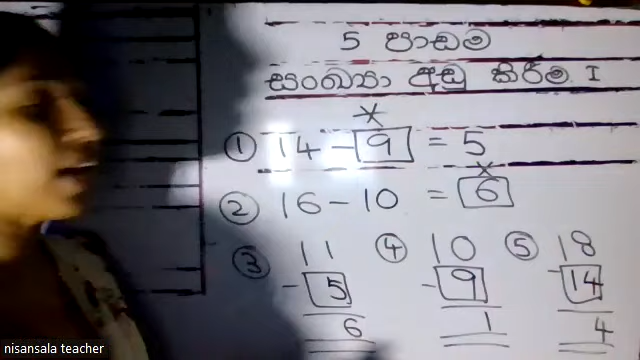 5 පාඩම
සංඛ්‍යා අඩු කිරීම I
*
① 14 - 9 = 5
*
② 16 - 10 = 6
③ 11 ④ 10 ⑤ 18
- 5 - 9 - 14
6 1 4
nisansala teacher